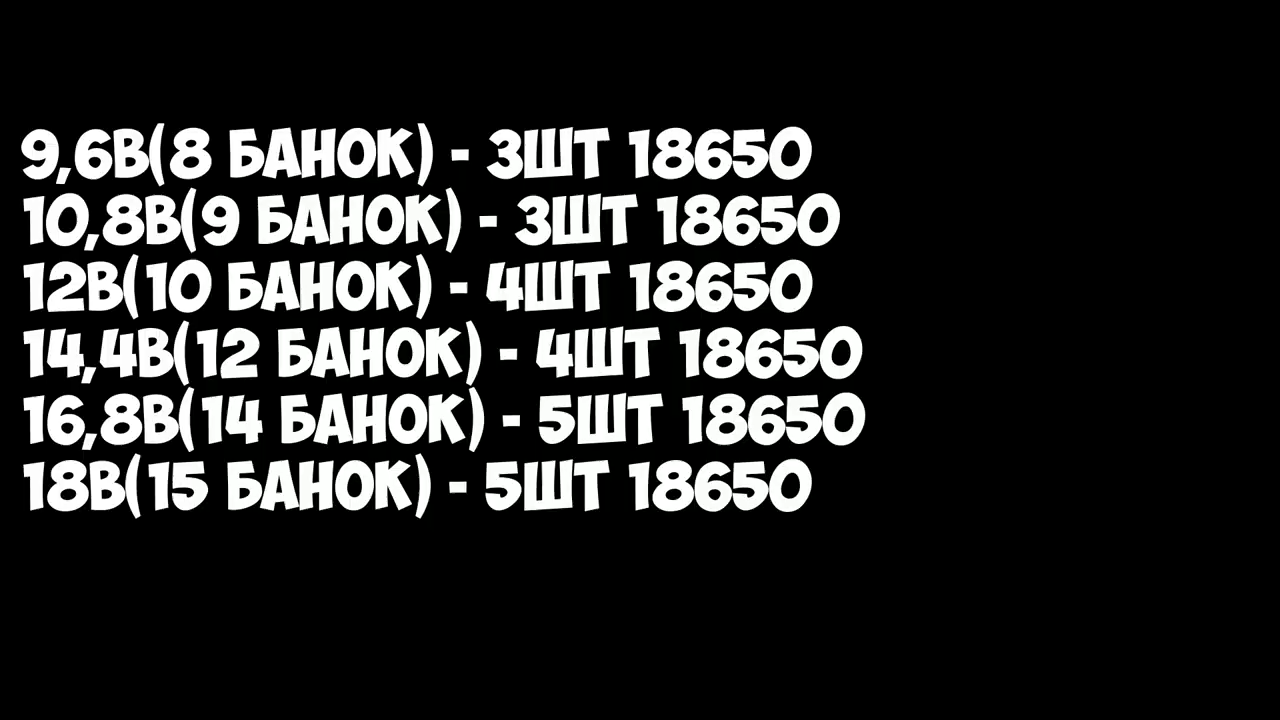 9,6В(8 БАНОК) - 3ШТ 18650
10,8В(9 БАНОК) - 3ШТ 18650
12В(10 БАНОК) - 4ШТ 18650
14,4В(12 БАНОК) - 4ШТ 18650
16,8В(14 БАНОК) - 5ШТ 18650
18В(15 БАНОК) - 5ШТ 18650